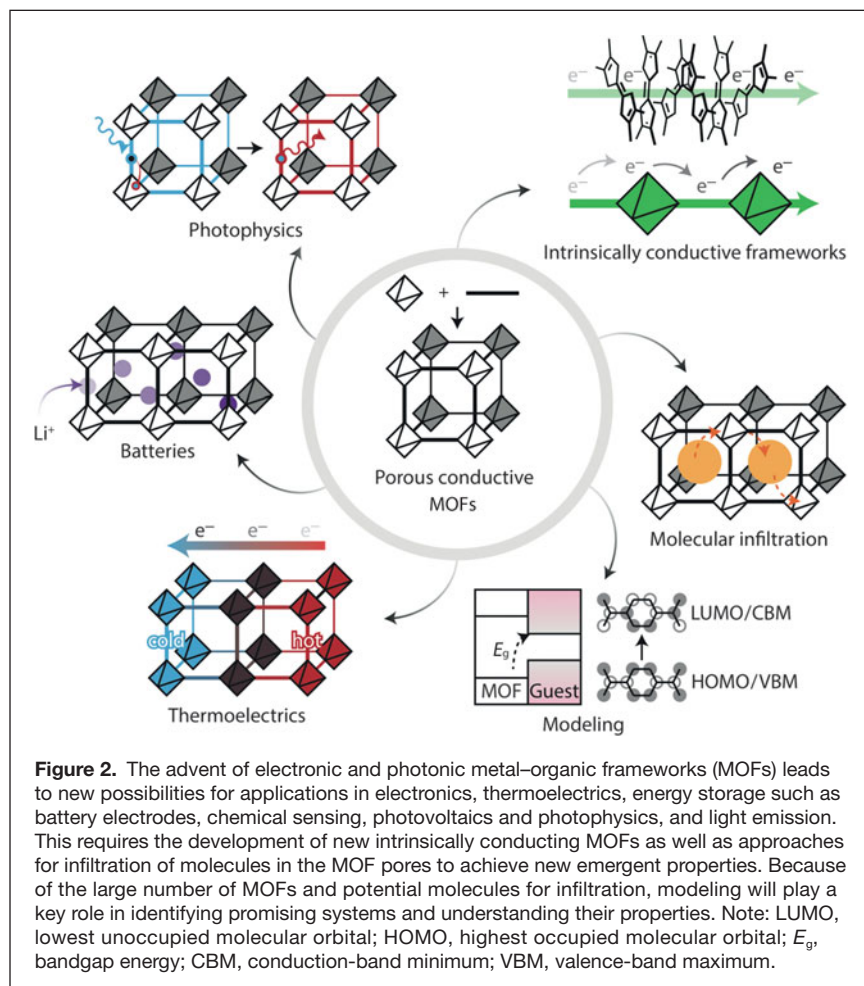 e⁻ e⁻ e⁻ e⁻
e⁻ e⁻ e⁻ e⁻
Intrinsically conductive frameworks
Photophysics
+
Porous conductive
MOFs
Li⁺
Batteries
Molecular infiltration
e⁻ e⁻ e⁻
cold hot
Thermoelectrics
E_g
MOF Guest
LUMO/CBM
HOMO/VBM
Modeling
Figure 2. The advent of electronic and photonic metal–organic frameworks (MOFs) leads
to new possibilities for applications in electronics, thermoelectrics, energy storage such as
battery electrodes, chemical sensing, photovoltaics and photophysics, and light emission.
This requires the development of new intrinsically conducting MOFs as well as approaches
for infiltration of molecules in the MOF pores to achieve new emergent properties. Because
of the large number of MOFs and potential molecules for infiltration, modeling will play a
key role in identifying promising systems and understanding their properties. Note: LUMO,
lowest unoccupied molecular orbital; HOMO, highest occupied molecular orbital; E_g,
bandgap energy; CBM, conduction-band minimum; VBM, valence-band maximum.